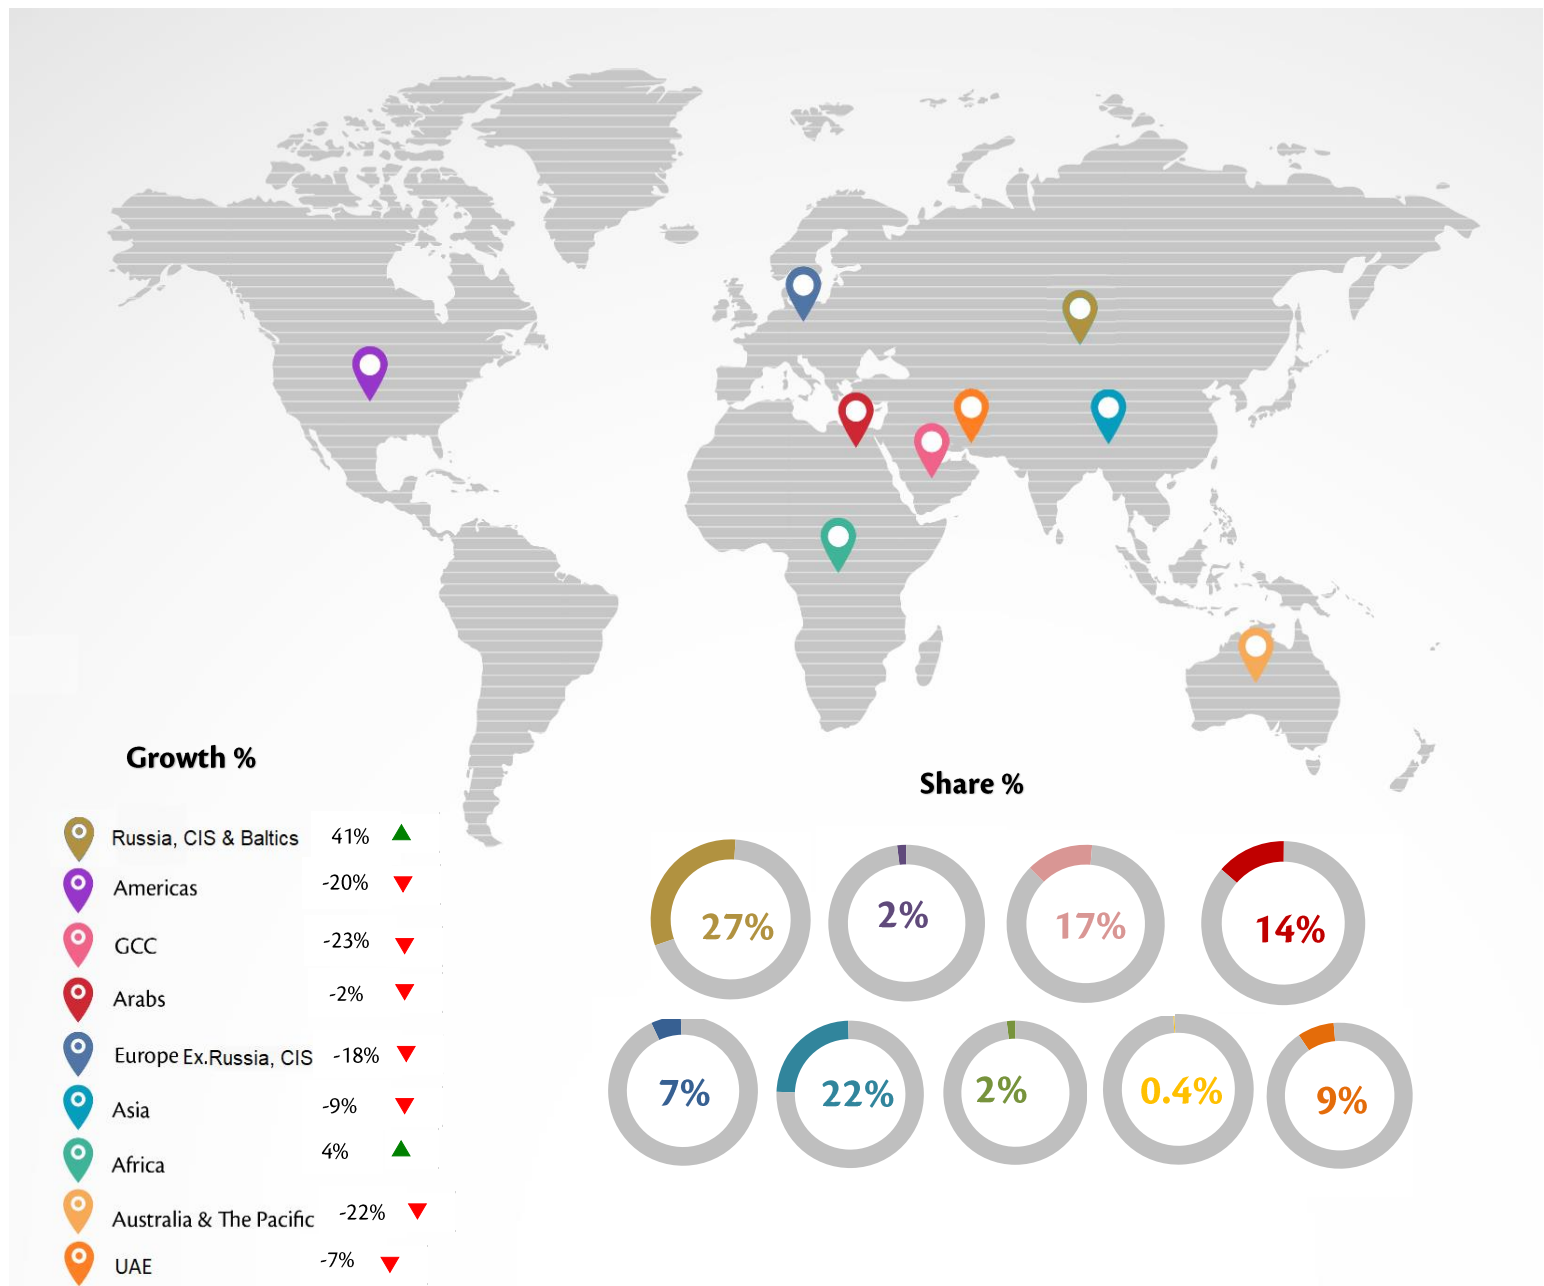 Growth %
Russia, CIS & Baltics 41%
Americas -20%
GCC -23%
Arabs -2%
Europe Ex.Russia, CIS -18%
Asia -9%
Africa 4%
Australia & The Pacific -22%
UAE -7%
Share %
27% 2% 17% 14%
7% 22% 2% 0.4% 9%